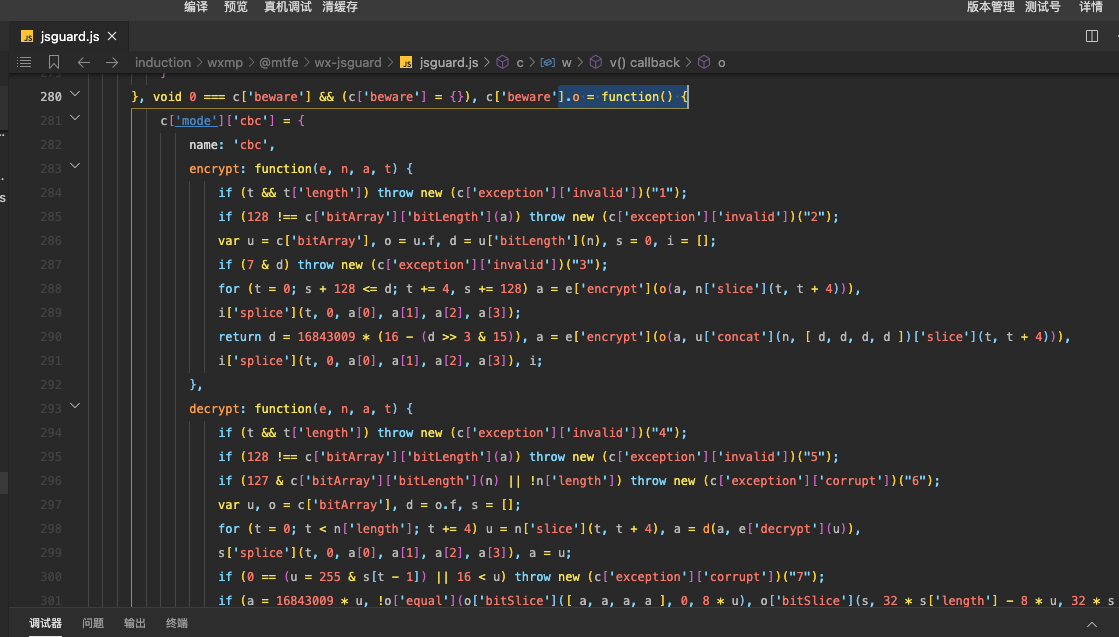 编译 预览 真机调试 清缓存 版本管理 测试号 详情
JS jsguard.js ×
induction > wxmp > @mtfe > wx-jsguard > JS jsguard.js > c > w > v() callback > o
280 }, void 0 === c['beware'] && (c['beware'] = {}), c['beware'].o = function() {
281 c['mode']['cbc'] = {
282 name: 'cbc',
283 encrypt: function(e, n, a, t) {
284 if (t && t['length']) throw new (c['exception']['invalid'])("1");
285 if (128 !== c['bitArray']['bitLength'](a)) throw new (c['exception']['invalid'])("2");
286 var u = c['bitArray'], o = u.f, d = u['bitLength'](n), s = 0, i = [];
287 if (7 & d) throw new (c['exception']['invalid'])("3");
288 for (t = 0; s + 128 <= d; t += 4, s += 128) a = e['encrypt'](o(a, n['slice'](t, t + 4))),
289 i['splice'](t, 0, a[0], a[1], a[2], a[3]);
290 return d = 16843009 * (16 - (d >> 3 & 15)), a = e['encrypt'](o(a, u['concat'](n, [ d, d, d, d ])['slice'](t, t + 4))),
291 i['splice'](t, 0, a[0], a[1], a[2], a[3]), i;
292 },
293 decrypt: function(e, n, a, t) {
294 if (t && t['length']) throw new (c['exception']['invalid'])("4");
295 if (128 !== c['bitArray']['bitLength'](a)) throw new (c['exception']['invalid'])("5");
296 if (127 & c['bitArray']['bitLength'](n) || !n['length']) throw new (c['exception']['corrupt'])("6");
297 var u, o = c['bitArray'], d = o.f, s = [];
298 for (t = 0; t < n['length']; t += 4) u = n['slice'](t, t + 4), a = d(a, e['decrypt'](u)),
299 s['splice'](t, 0, a[0], a[1], a[2], a[3]), a = u;
300 if (0 == (u = 255 & s[t - 1]) || 16 < u) throw new (c['exception']['corrupt'])("7");
301 if (a = 16843009 * u, !o['equal'](o['bitSlice']([ a, a, a, a ], 0, 8 * u), o['bitSlice'](s, 32 * s['length'] - 8 * u, 32 * s
调试器 问题 输出 终端